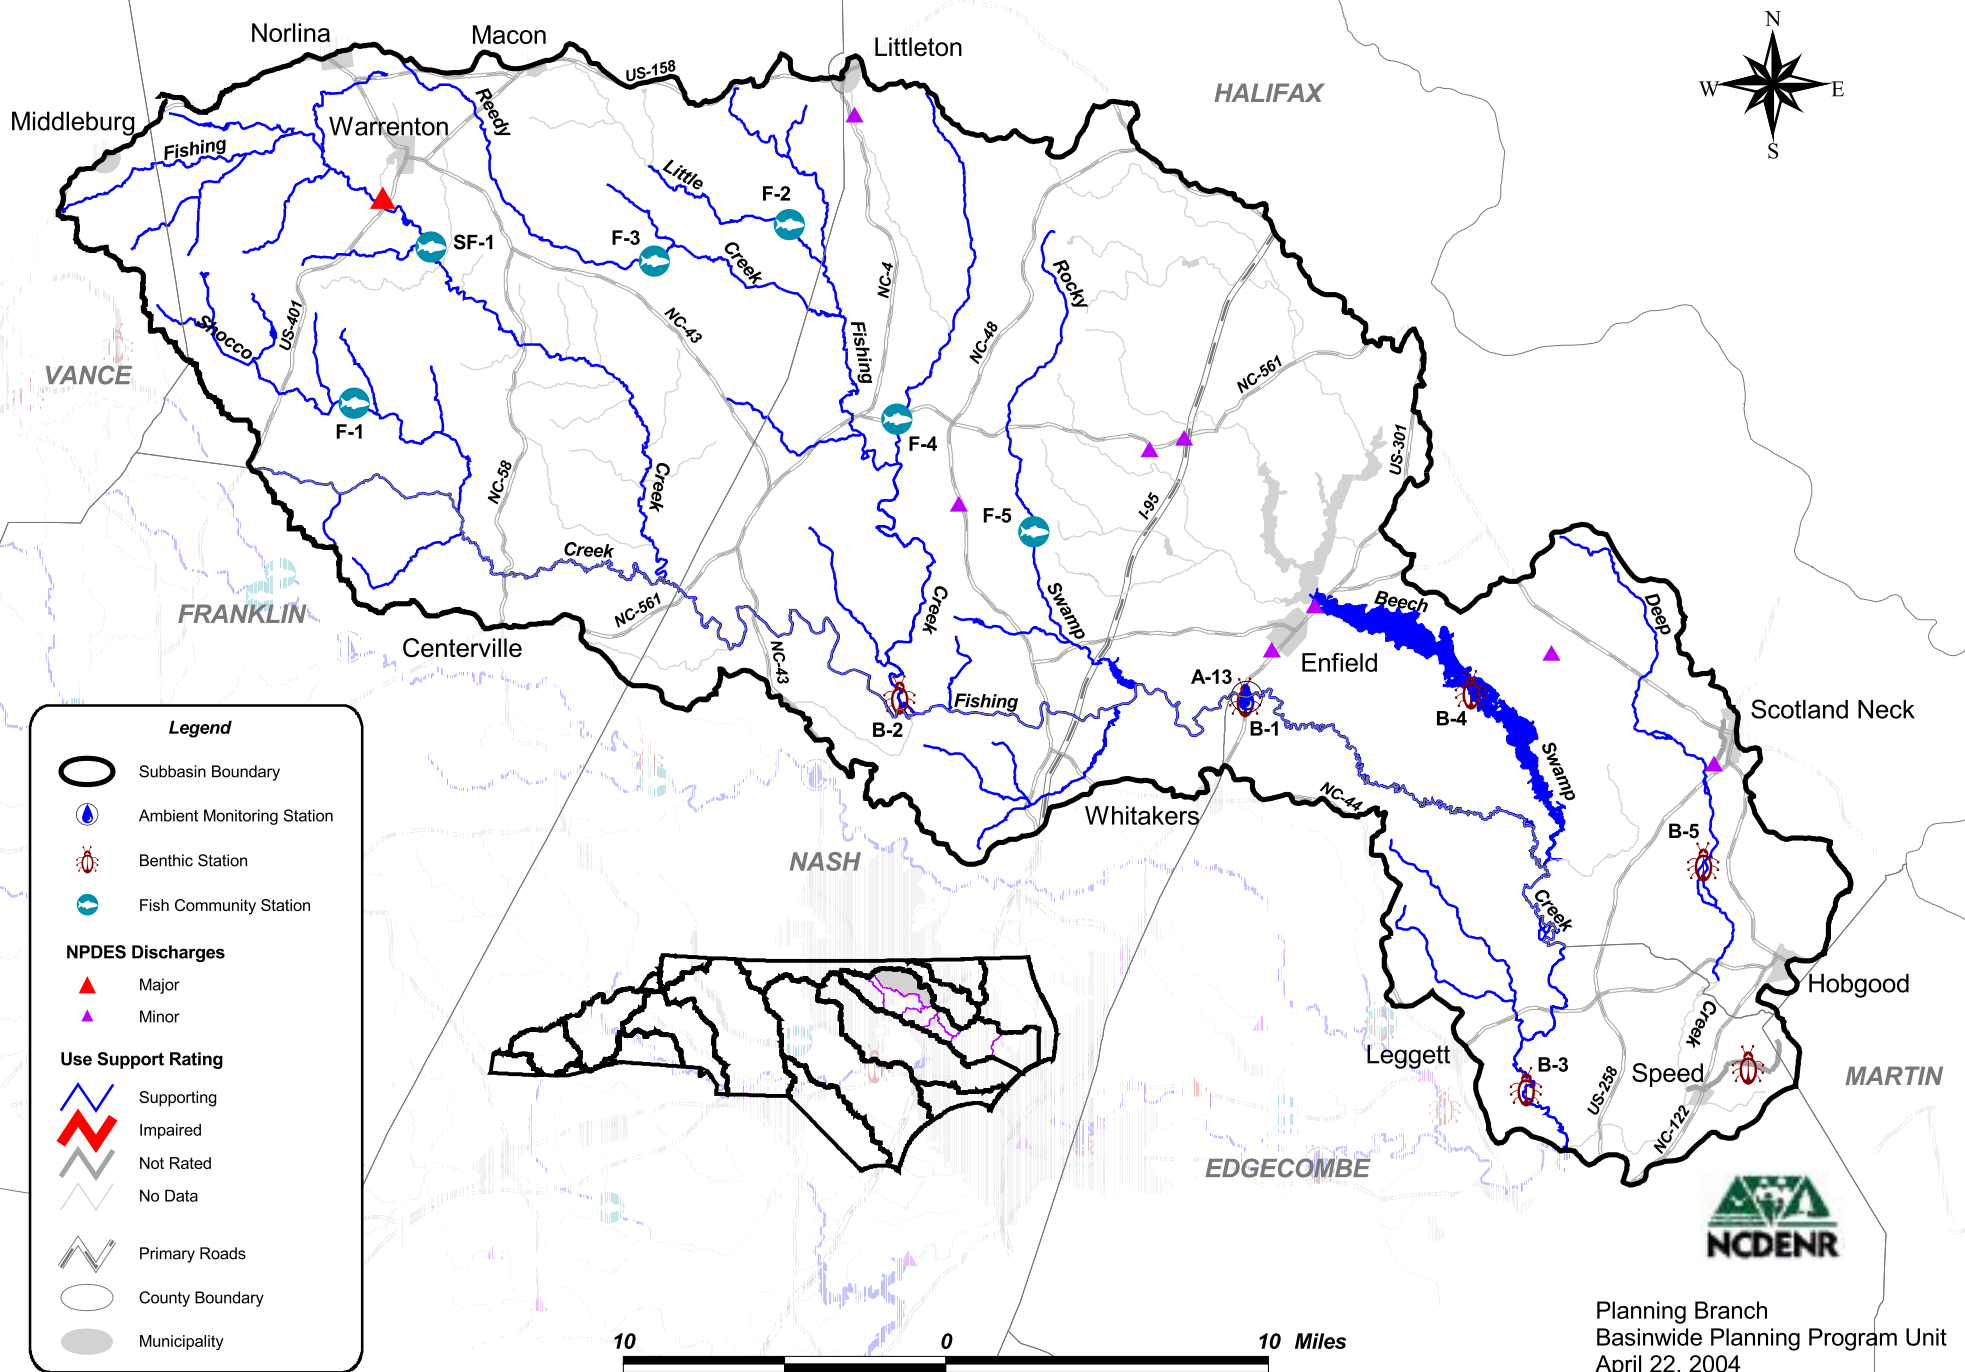 Norlina
Macon
Littleton
US-158
HALIFAX
N
W
E
S
Middleburg
Warrenton
Reedy
Fishing
Little
F-2
SF-1
F-3
Creek
NC-4
Rocky
US-401
Shocco
NC-43
Fishing
NC-48
NC-561
VANCE
F-1
F-4
US-301
NC-58
Creek
I-95
F-5
Creek
Creek
Swamp
Beech
Deep
FRANKLIN
NC-561
Centerville
NC-43
Enfield
A-13
Fishing
B-2
B-1
B-4
Scotland Neck
Swamp
Whitakers
NC-44
NASH
B-5
Creek
Hobgood
Creek
Leggett
B-3
Speed
US-258
NC-122
MARTIN
EDGECOMBE
Legend
Subbasin Boundary
Ambient Monitoring Station
Benthic Station
Fish Community Station
NPDES Discharges
Major
Minor
Use Support Rating
Supporting
Impaired
Not Rated
No Data
Primary Roads
County Boundary
Municipality
10 0 10 Miles
NCDENR
Planning Branch
Basinwide Planning Program Unit
April 22, 2004